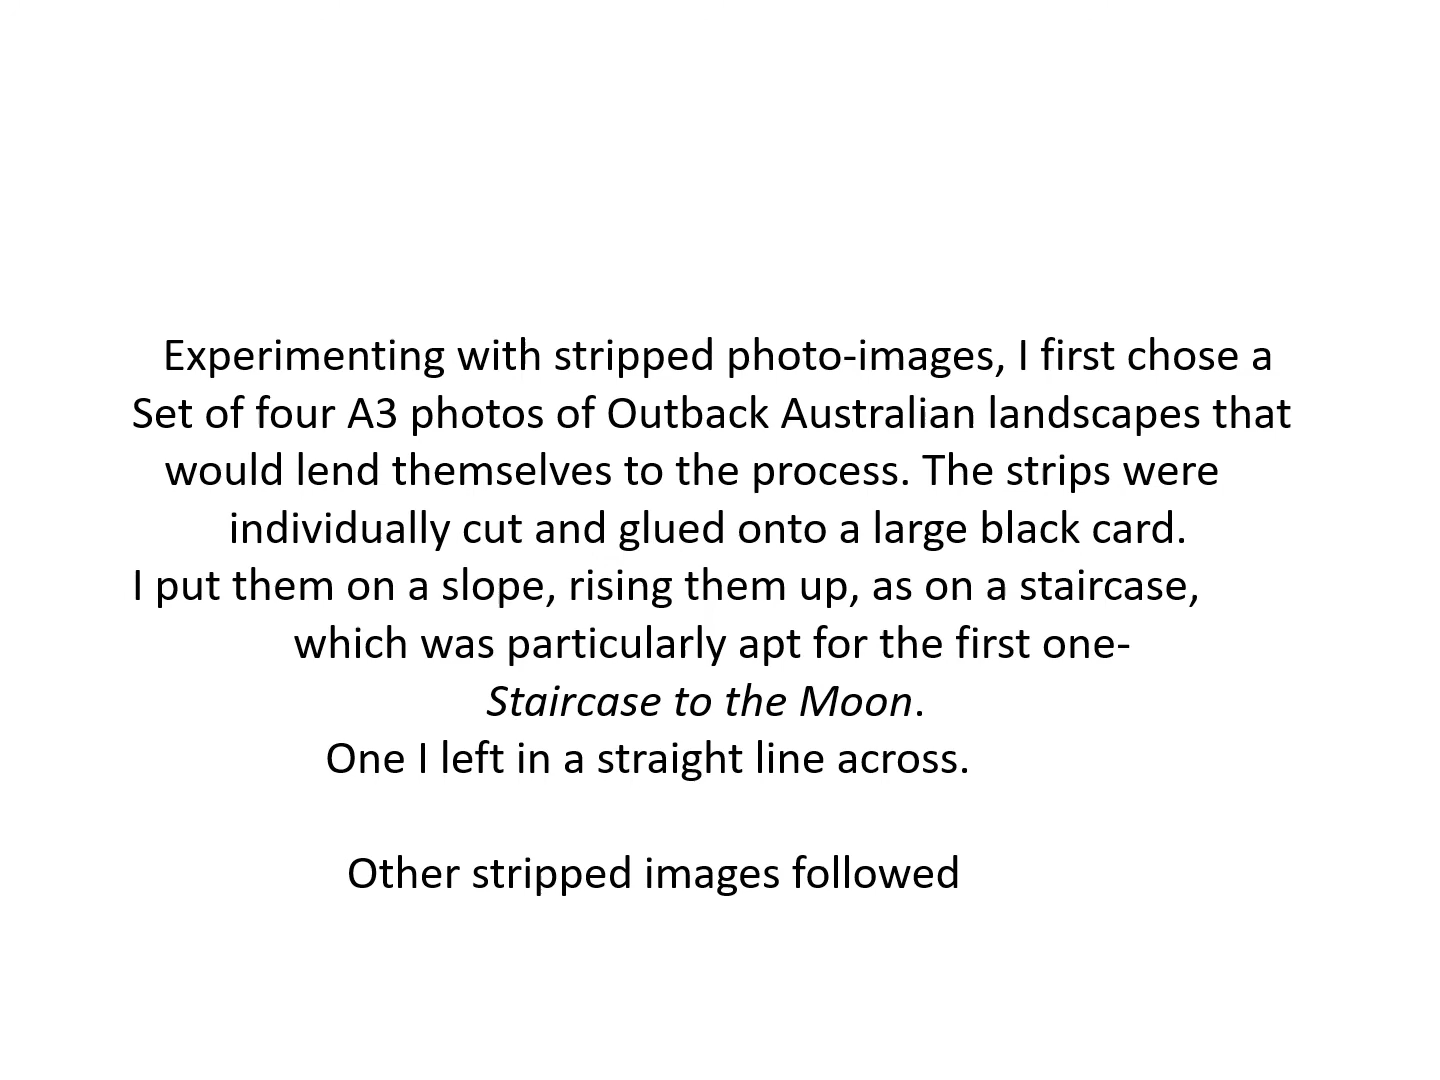 Experimenting with stripped photo-images, I first chose a
Set of four A3 photos of Outback Australian landscapes that
would lend themselves to the process. The strips were
individually cut and glued onto a large black card.
I put them on a slope, rising them up, as on a staircase,
which was particularly apt for the first one-
Staircase to the Moon.
One I left in a straight line across.
Other stripped images followed